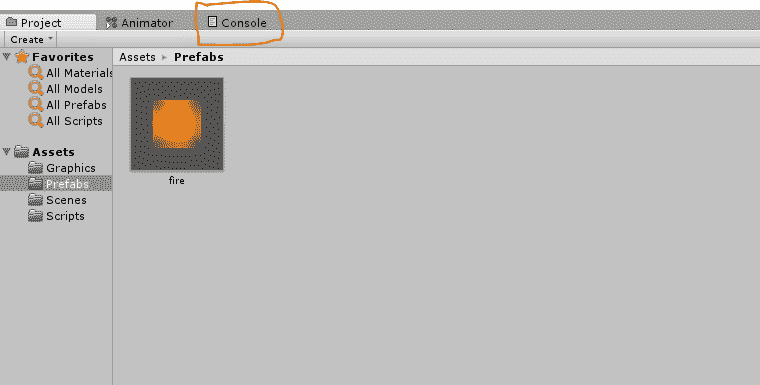 Project Animator Console
Create
Favorites
All Materials
All Models
All Prefabs
All Scripts
Assets
Graphics
Prefabs
Scenes
Scripts
Assets ▸ Prefabs
fire